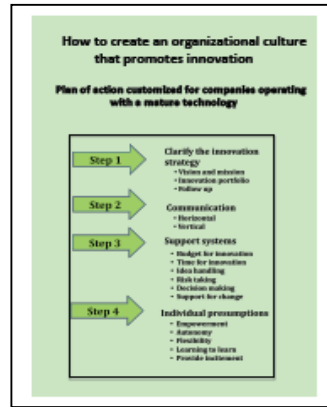 How to create an organizational culture
that promotes innovation
Plan of action customized for companies operating
with a mature technology
Step 1
Clarify the innovation
strategy
• Vision and mission
• Innovation portfolio
• Follow up
Step 2
Communication
• Horizontal
• Vertical
Step 3
Support systems
• Budget for innovation
• Time for innovation
• Idea handling
• Risk taking
• Decision making
• Support for change
Step 4
Individual presumptions
• Empowerment
• Autonomy
• Flexibility
• Learning to learn
• Provide incitement